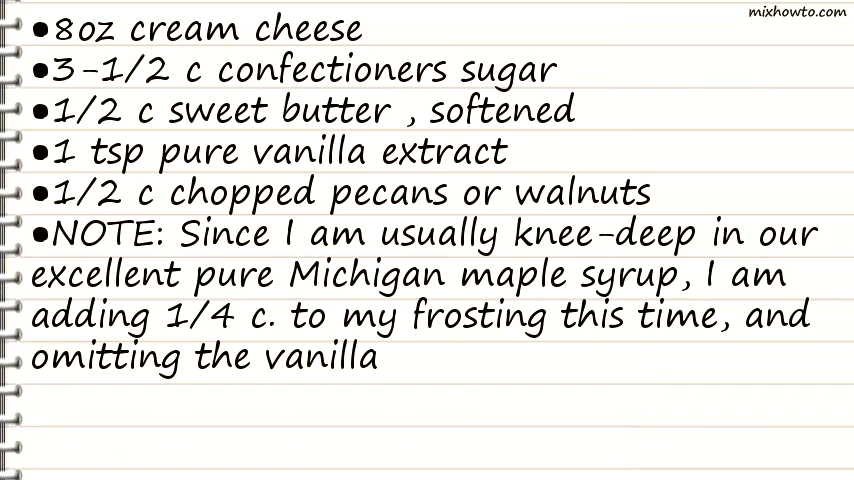 mixhowto.com
•8oz cream cheese
•3-1/2 c confectioners sugar
•1/2 c sweet butter , softened
•1 tsp pure vanilla extract
•1/2 c chopped pecans or walnuts
•NOTE: Since I am usually knee-deep in our
excellent pure Michigan maple syrup, I am
adding 1/4 c. to my frosting this time, and
omitting the vanilla